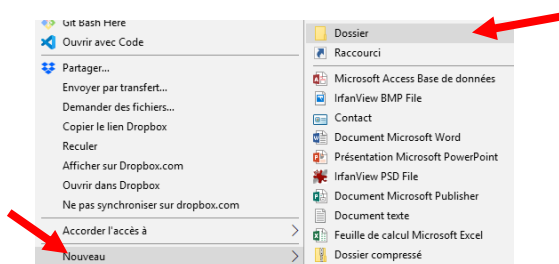 Git Bash Here
Ouvrir avec Code
Partager...
Envoyer par transfert...
Demander des fichiers...
Copier le lien Dropbox
Reculer
Afficher sur Dropbox.com
Ouvrir dans Dropbox
Ne pas synchroniser sur dropbox.com
Accorder l'accès à
Nouveau
Dossier
Raccourci
Microsoft Access Base de données
IrfanView BMP File
Contact
Document Microsoft Word
Présentation Microsoft PowerPoint
IrfanView PSD File
Document Microsoft Publisher
Document texte
Feuille de calcul Microsoft Excel
Dossier compressé